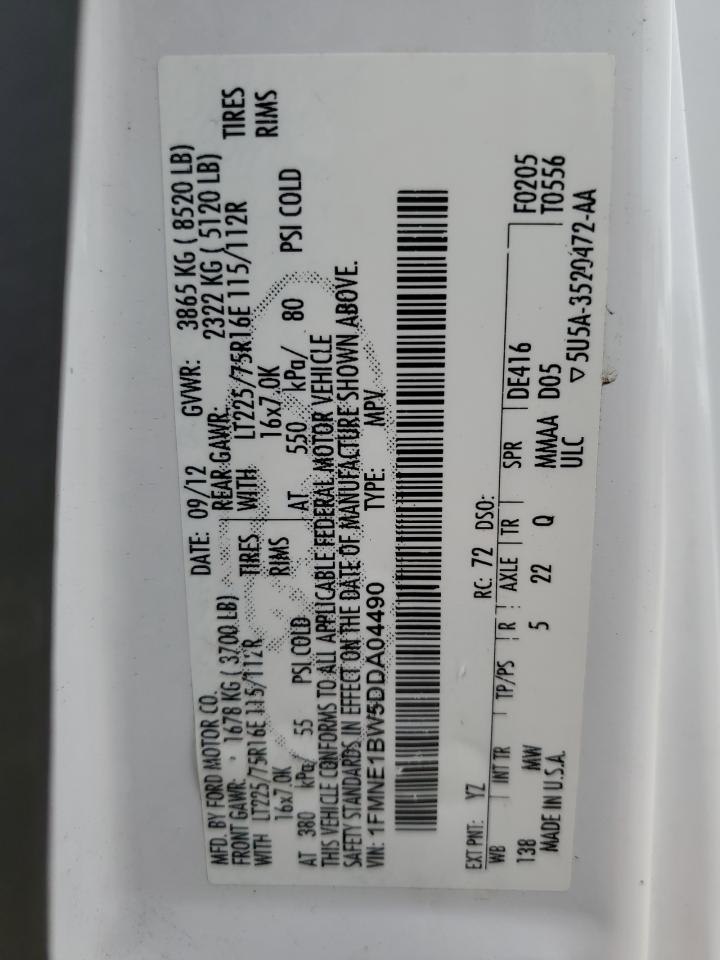 MFD. BY FORD MOTOR CO. DATE: 09/12 GVWR: 3865 KG ( 8520 LB)
FRONT GAWR: 1678 KG ( 3700 LB) REAR GAWR: 2322 KG ( 5120 LB)
WITH LT225/75R16E 115/112R TIRES WITH LT225/75R16E 115/112R TIRES
16x7.0K RIMS 16x7.0K RIMS
AT 380 kPa/ 55 PSI COLD AT 550 kPa/ 80 PSI COLD
THIS VEHICLE CONFORMS TO ALL APPLICABLE FEDERAL MOTOR VEHICLE
SAFETY STANDARDS IN EFFECT ON THE DATE OF MANUFACTURE SHOWN ABOVE.
VIN: 1FMNE1BW5DDA04490 TYPE: MPV
EXT PNT: YZ RC: 72 DSO: F0205
WB INT TR TP/PS R AXLE TR SPR DE416 T0556
138 MW 5 22 Q MMAA D05
MADE IN U.S.A. ULC ▽ 5U5A-3520472-AA